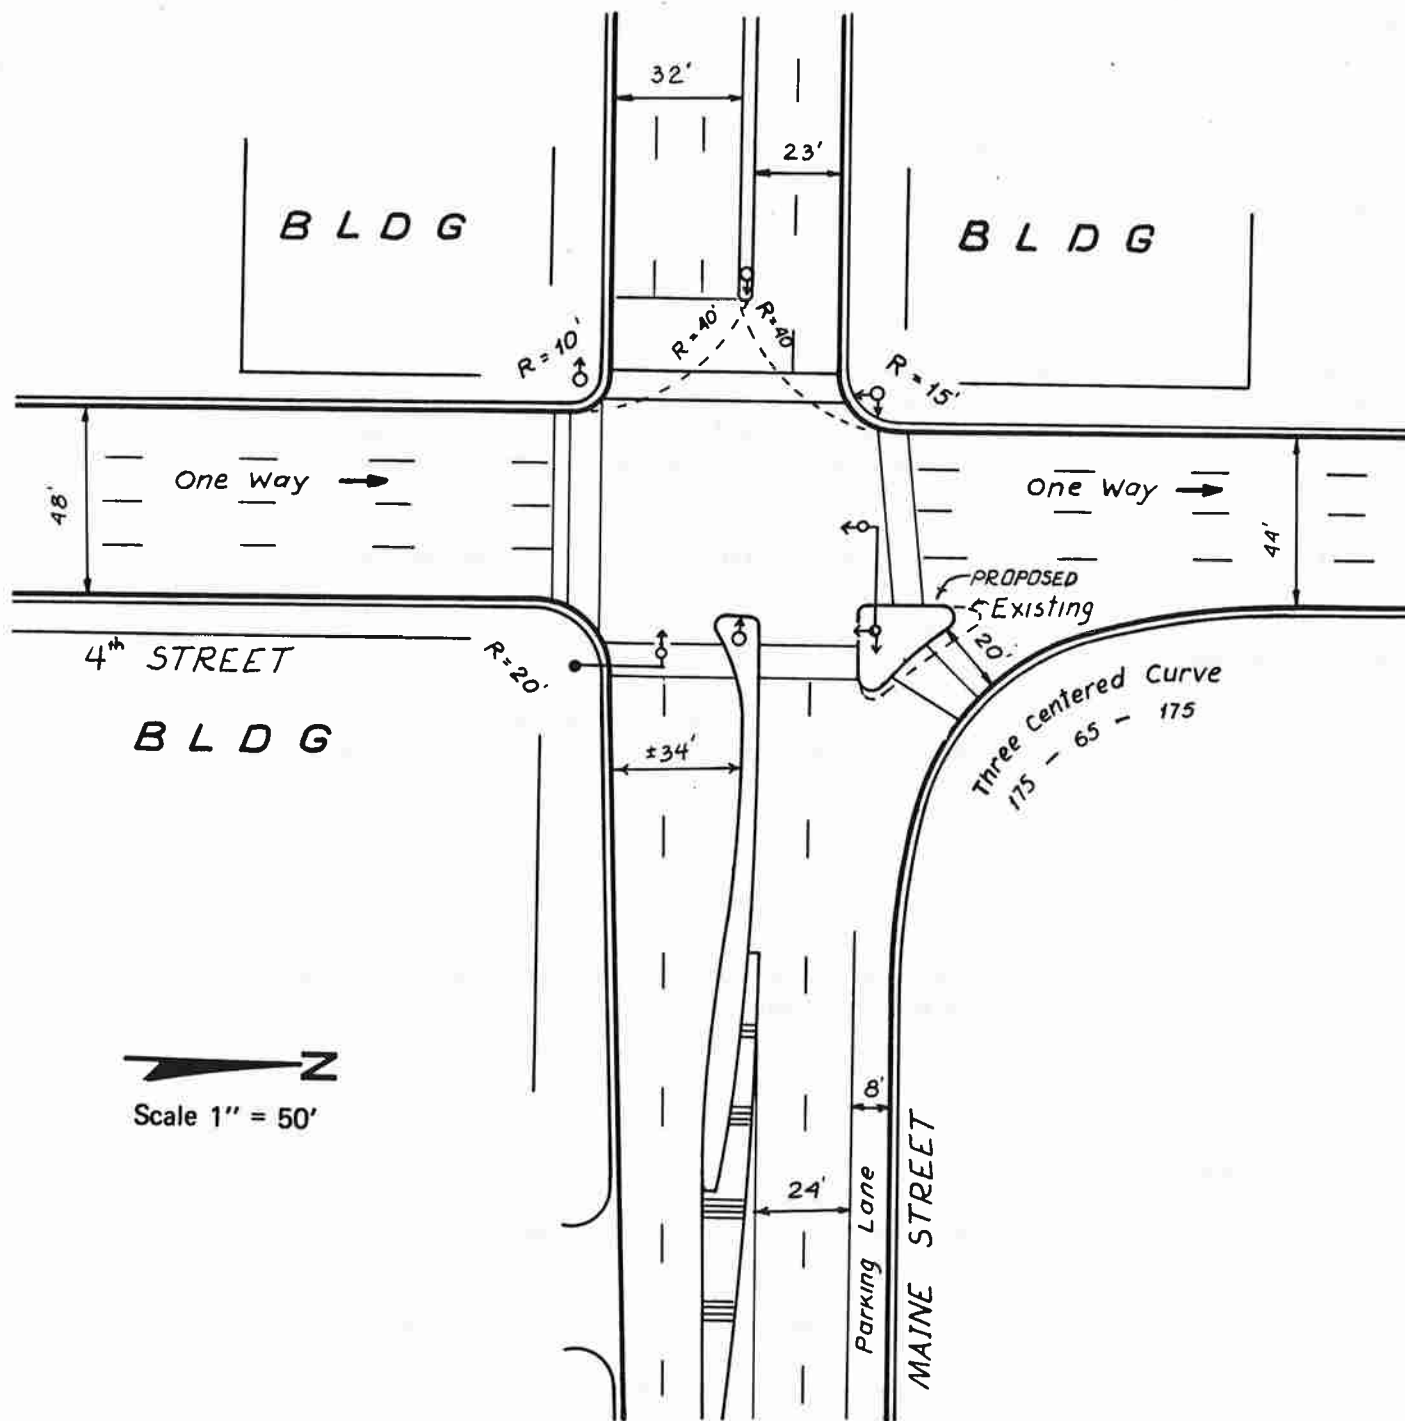 32'
23'
BLDG
BLDG
R=40'
R=40
R=10'
R=15'
48'
One Way
One Way
44'
PROPOSED
Existing
20'
4th STREET
R=20'
BLDG
±34'
Three Centered Curve
175 - 65 - 175
N
Scale 1" = 50'
8'
24'
Parking Lane
MAINE STREET